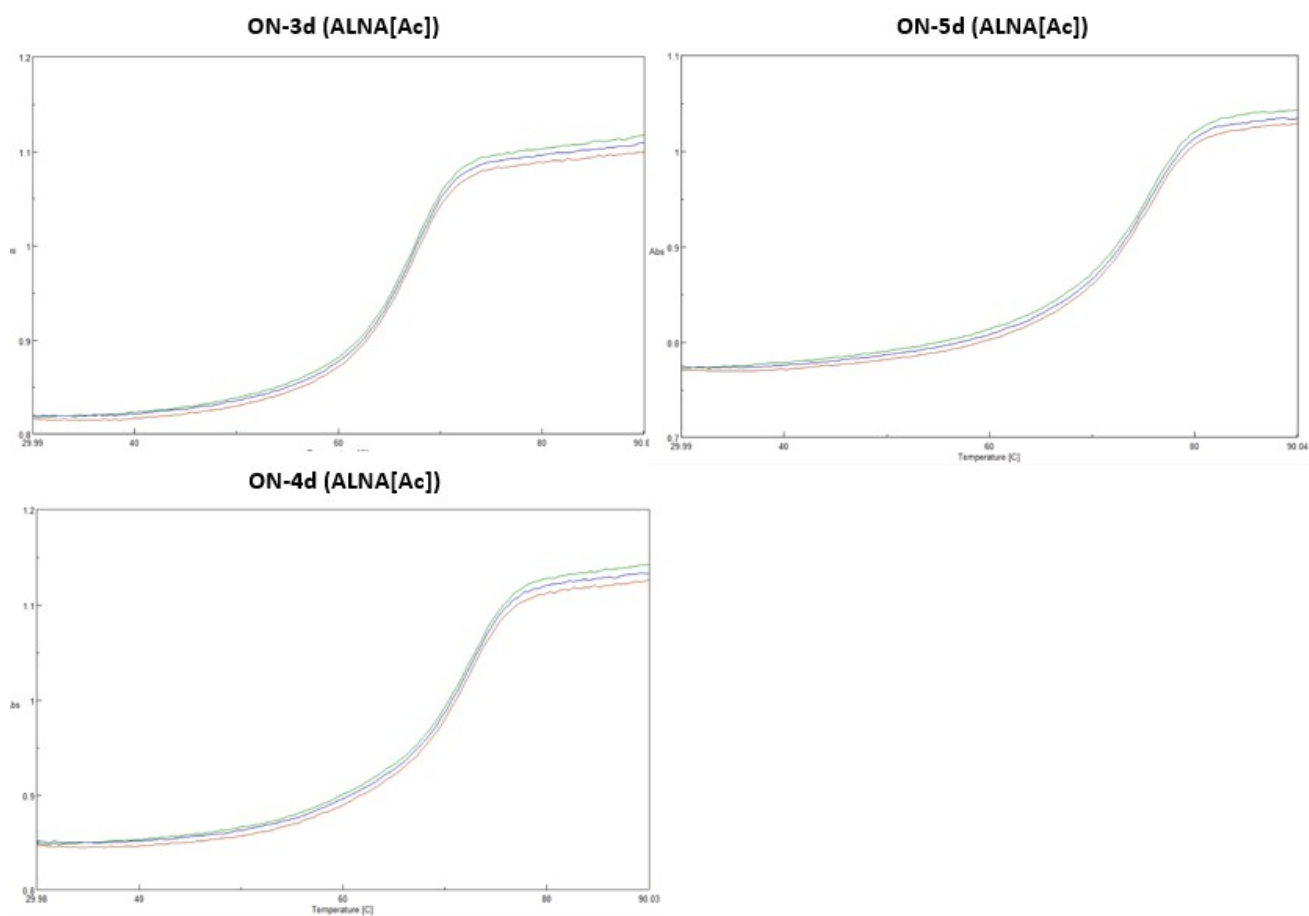 ON-3d (ALNA[Ac])
1.2
1.1
1
0.9
0.8
29.99 40 60 80
ON-5d (ALNA[Ac])
1.1
1
Abs
0.9
0.8
0.7
29.99 40 60 80 90.04
Temperature [C]
ON-4d (ALNA[Ac])
1.2
1.1
1
bs
0.9
0.8
29.98 40 60 80 90.03
Temperature [C]